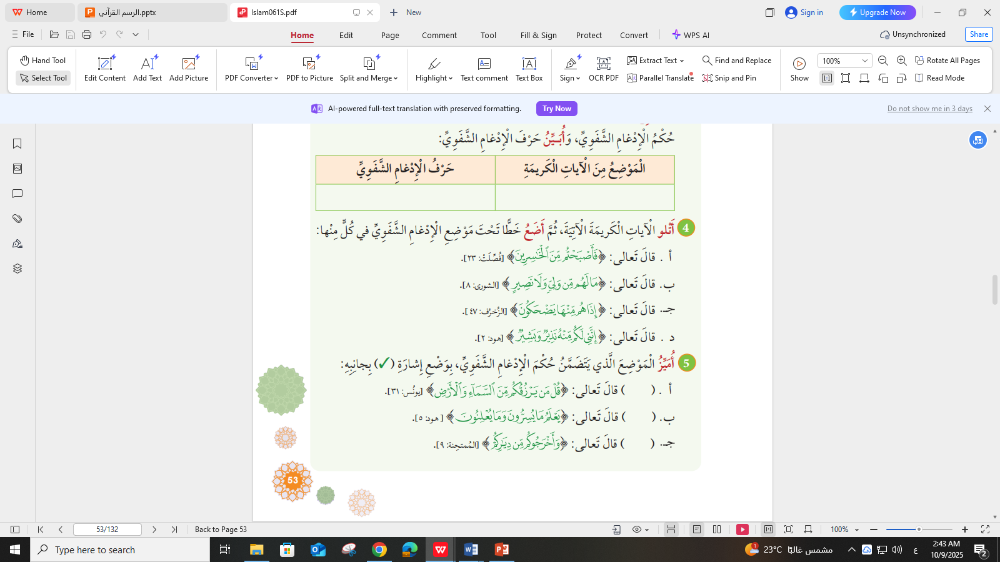 Home
الرسم القرآني.pptx
Islam061S.pdf
New
Sign in
Upgrade Now
File
Home
Edit
Page
Comment
Tool
Fill & Sign
Protect
Convert
WPS AI
Unsynchronized
Share
Hand Tool
Select Tool
Edit Content
Add Text
Add Picture
PDF Converter
PDF to Picture
Split and Merge
Highlight
Text comment
Text Box
Sign
OCR PDF
Extract Text
Parallel Translate
Find and Replace
Snip and Pin
Show
100%
Rotate All Pages
Read Mode
AI-powered full-text translation with preserved formatting.
Try Now
Do not show me in 3 days
حُكْمُ الْإِدْغامِ الشَّفَوِيِّ، وَأُبَيِّنُ حَرْفَ الْإِدْغامِ الشَّفَوِيِّ:
الْمَوْضِعُ مِنَ الْآياتِ الْكَريمَةِ
حَرْفُ الْإِدْغامِ الشَّفَوِيِّ
4 أَتْلو الْآياتِ الْكَريمَةَ الْآتِيَةَ، ثُمَّ أَضَعُ خَطًّا تَحْتَ مَوْضِعِ الْإِدْغامِ الشَّفَوِيِّ في كُلٍّ مِنْها:
أ . قالَ تَعالى: ﴿فَأَصْبَحْتُم مِّنَ ٱلْخَٰسِرِينَ﴾ [فُصِّلَتْ: ٢٣].
ب. قالَ تَعالى: ﴿مَا لَهُم مِّن وَلِيٍّ وَلَا نَصِيرٍ﴾ [الشورى: ٨].
جـ. قالَ تَعالى: ﴿إِذَا هُم مِّنْهَا يَضْحَكُونَ﴾ [الزُخرُف: ٤٧].
د . قالَ تَعالى: ﴿إِنَّنِى لَكُم مِّنْهُ نَذِيرٌ وَبَشِيرٌ﴾ [هود: ٢].
5 أُمَيِّزُ الْمَوْضِعَ الَّذي يَتَضَمَّنُ حُكْمَ الْإِدْغامِ الشَّفَوِيِّ، بِوَضْعِ إِشارَةِ (✓) بِجانِبِهِ:
أ . ( ) قالَ تَعالى: ﴿قُلْ مَن يَرْزُقُكُم مِّنَ ٱلسَّمَآءِ وَٱلْأَرْضِ﴾ [يونُس: ٣١].
ب. ( ) قالَ تَعالى: ﴿يَعْلَمُ مَا يُسِرُّونَ وَمَا يُعْلِنُونَ﴾ [هود: ٥].
جـ. ( ) قالَ تَعالى: ﴿وَأَخْرَجُوكُم مِّن دِيَٰرِكُمْ﴾ [المُمتحِنة: ٩].
53
53/132
Back to Page 53
100%
Type here to search
23°C
مشمس غالبًا
ع
2:43 AM
10/9/2025
2